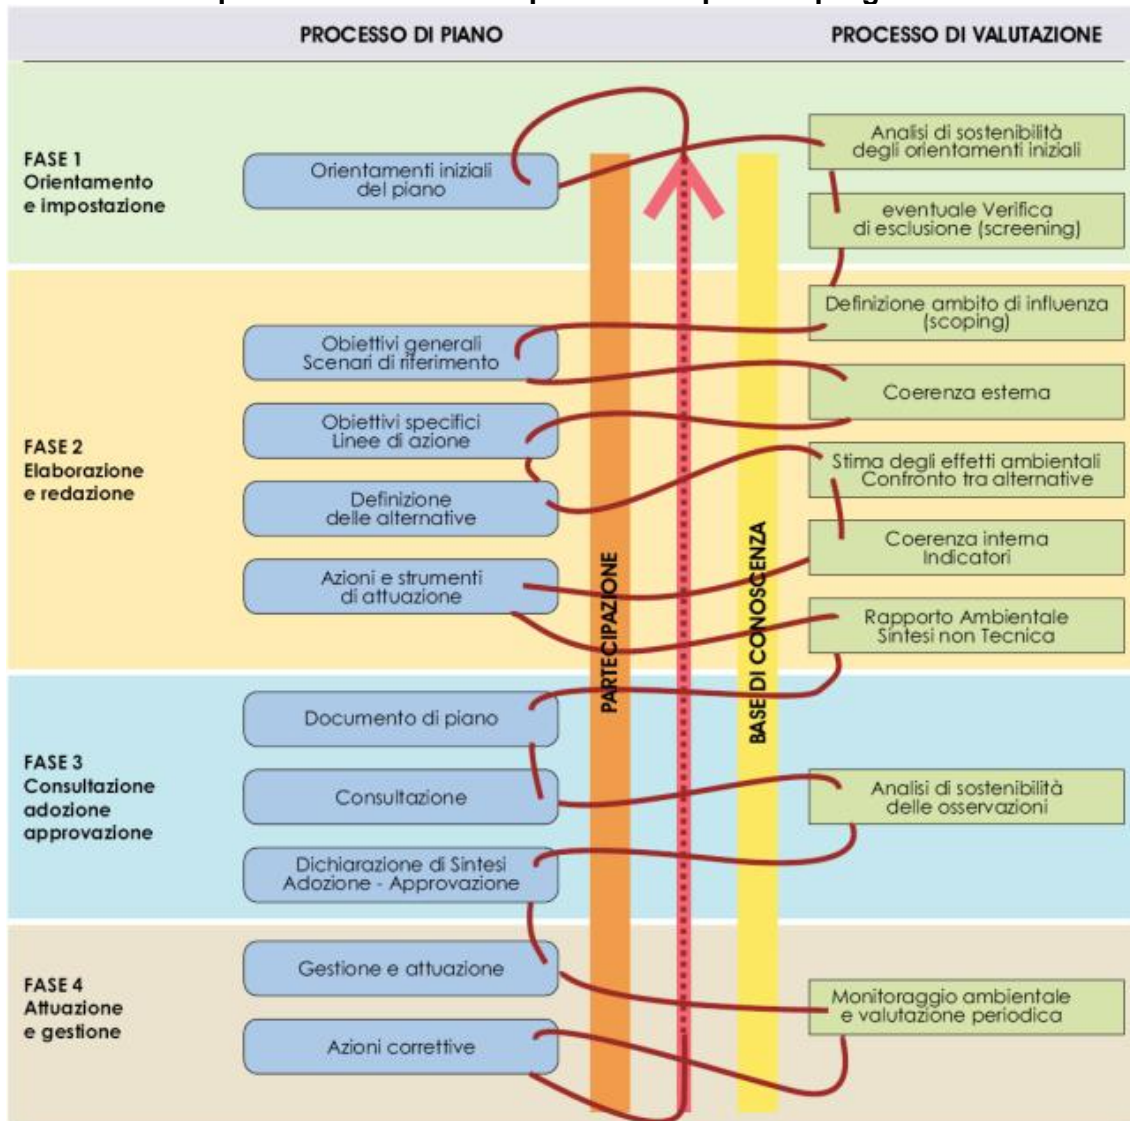 PROCESSO DI PIANO
PROCESSO DI VALUTAZIONE
FASE 1
Orientamento
e impostazione
Orientamenti iniziali
del piano
Analisi di sostenibilità
degli orientamenti iniziali
eventuale Verifica
di esclusione (screening)
FASE 2
Elaborazione
e redazione
Obiettivi generali
Scenari di riferimento
Definizione ambito di influenza
(scoping)
Coerenza esterna
Obiettivi specifici
Linee di azione
Definizione
delle alternative
Stima degli effetti ambientali
Confronto tra alternative
Coerenza interna
Indicatori
Azioni e strumenti
di attuazione
Rapporto Ambientale
Sintesi non Tecnica
PARTECIPAZIONE
BASE DI CONOSCENZA
FASE 3
Consultazione
adozione
approvazione
Documento di piano
Consultazione
Analisi di sostenibilità
delle osservazioni
Dichiarazione di Sintesi
Adozione - Approvazione
FASE 4
Attuazione
e gestione
Gestione e attuazione
Monitoraggio ambientale
e valutazione periodica
Azioni correttive